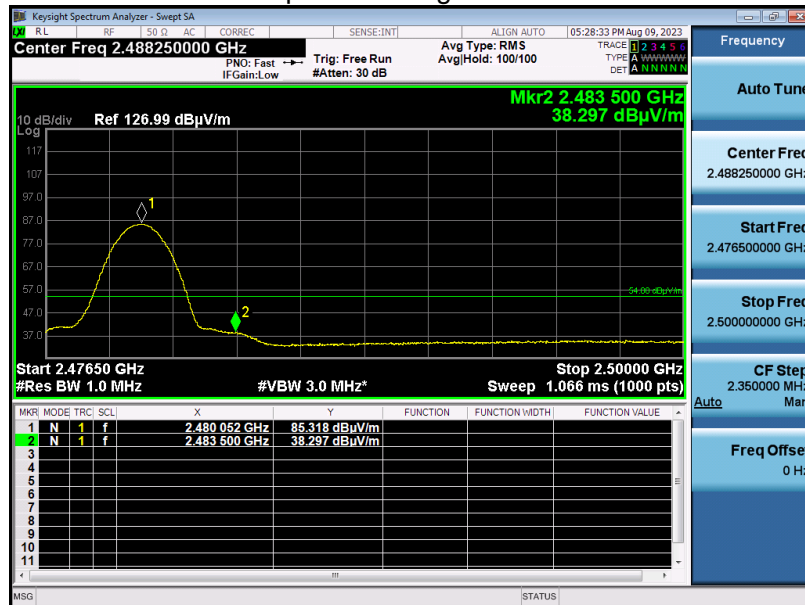 Keysight Spectrum Analyzer - Swept SA
LXI RL RF 50 Ω AC CORREC SENSE:INT ALIGN AUTO 05:28:33 PM Aug 09, 2023
Center Freq 2.488250000 GHz
PNO: Fast
IFGain:Low
Trig: Free Run
#Atten: 30 dB
Avg Type: RMS
Avg|Hold: 100/100
TRACE 1 2 3 4 5 6
TYPE A WWWWW
DET A N N N N N
Mkr2 2.483 500 GHz
38.297 dBµV/m
10 dB/div Ref 126.99 dBµV/m
Log
117
107
97.0
87.0
77.0
67.0
57.0
47.0
37.0
1
2
54.00 dBµV/m
Start 2.47650 GHz Stop 2.50000 GHz
#Res BW 1.0 MHz #VBW 3.0 MHz* Sweep 1.066 ms (1000 pts)
MKR MODE TRC SCL X Y FUNCTION FUNCTION WIDTH FUNCTION VALUE
1 N 1 f 2.480 052 GHz 85.318 dBµV/m
2 N 1 f 2.483 500 GHz 38.297 dBµV/m
3
4
5
6
7
8
9
10
11
MSG STATUS
Frequency
Auto Tune
Center Freq
2.488250000 GHz
Start Freq
2.476500000 GHz
Stop Freq
2.500000000 GHz
CF Step
2.350000 MHz
Auto Man
Freq Offset
0 Hz